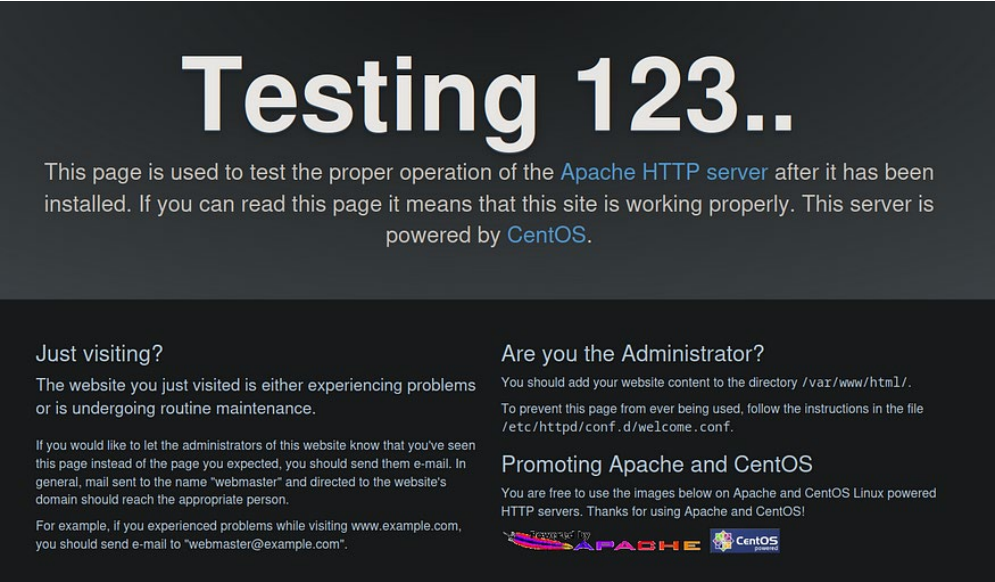 Testing 123..
This page is used to test the proper operation of the Apache HTTP server after it has been
installed. If you can read this page it means that this site is working properly. This server is
powered by CentOS.
Just visiting?
The website you just visited is either experiencing problems
or is undergoing routine maintenance.
If you would like to let the administrators of this website know that you've seen
this page instead of the page you expected, you should send them e-mail. In
general, mail sent to the name "webmaster" and directed to the website's
domain should reach the appropriate person.
For example, if you experienced problems while visiting www.example.com,
you should send e-mail to "webmaster@example.com".
Are you the Administrator?
You should add your website content to the directory /var/www/html/.
To prevent this page from ever being used, follow the instructions in the file
/etc/httpd/conf.d/welcome.conf.
Promoting Apache and CentOS
You are free to use the images below on Apache and CentOS Linux powered
HTTP servers. Thanks for using Apache and CentOS!
Powered by
APACHE
CentOS
powered